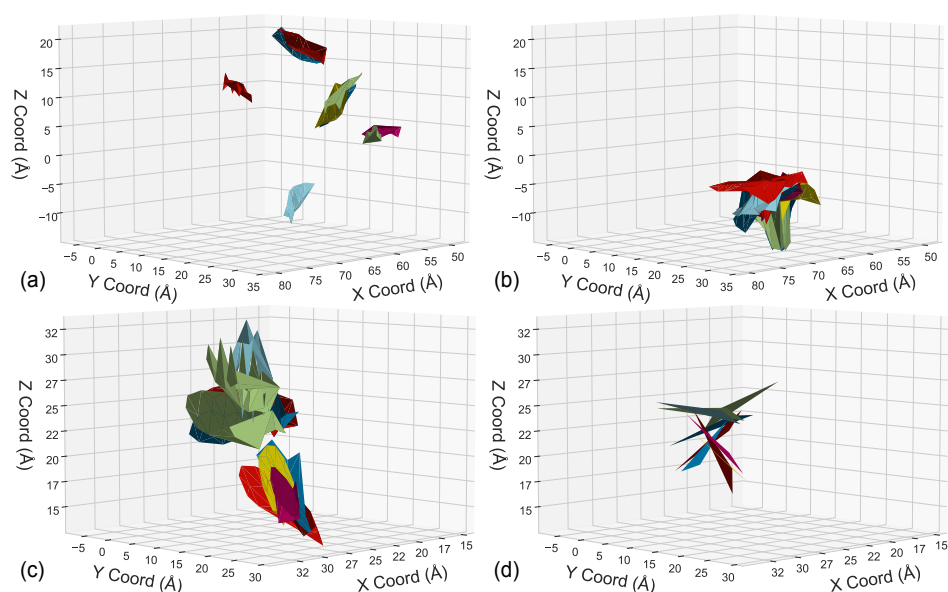 20
15
10
5
0
−5
−10
Z Coord (Å)
−5 0 5 10 15 20 25 30 35
Y Coord (Å)
80 75 70 65 60 55 50
X Coord (Å)
(a)
20
15
10
5
0
−5
−10
Z Coord (Å)
−5 0 5 10 15 20 25 30 35
Y Coord (Å)
80 75 70 65 60 55 50
X Coord (Å)
(b)
32
30
27
25
22
20
17
15
Z Coord (Å)
−5 0 5 10 15 20 25 30
Y Coord (Å)
32 30 27 25 22 20 17 15
X Coord (Å)
(c)
32
30
27
25
22
20
17
15
Z Coord (Å)
−5 0 5 10 15 20 25 30
Y Coord (Å)
32 30 27 25 22 20 17 15
X Coord (Å)
(d)